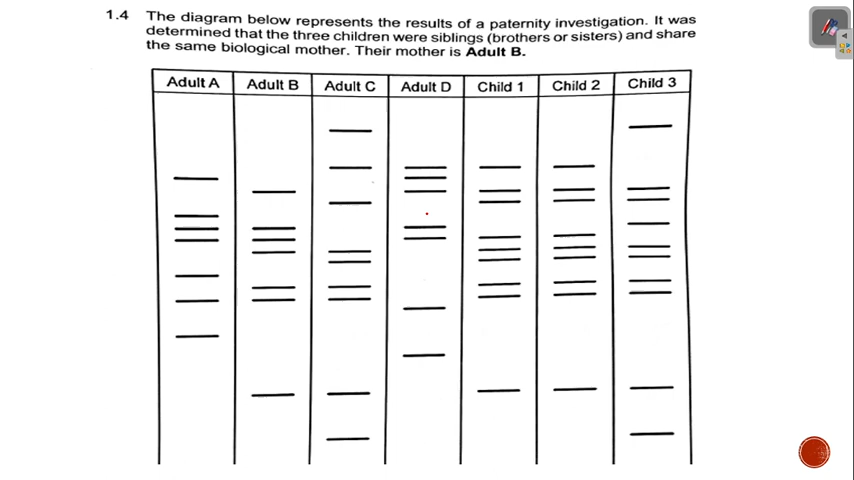 1.4 The diagram below represents the results of a paternity investigation. It was
determined that the three children were siblings (brothers or sisters) and share
the same biological mother. Their mother is Adult B.
Adult A Adult B Adult C Adult D Child 1 Child 2 Child 3